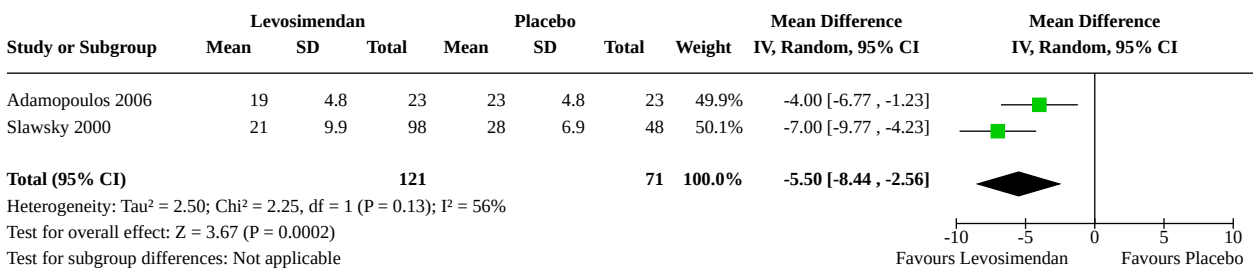 Levosimendan Placebo Mean Difference Mean Difference
Study or Subgroup Mean SD Total Mean SD Total Weight IV, Random, 95% CI IV, Random, 95% CI
Adamopoulos 2006 19 4.8 23 23 4.8 23 49.9% -4.00 [-6.77 , -1.23]
Slawsky 2000 21 9.9 98 28 6.9 48 50.1% -7.00 [-9.77 , -4.23]
Total (95% CI) 121 71 100.0% -5.50 [-8.44 , -2.56]
Heterogeneity: Tau² = 2.50; Chi² = 2.25, df = 1 (P = 0.13); I² = 56%
Test for overall effect: Z = 3.67 (P = 0.0002) -10 -5 0 5 10
Test for subgroup differences: Not applicable Favours Levosimendan Favours Placebo